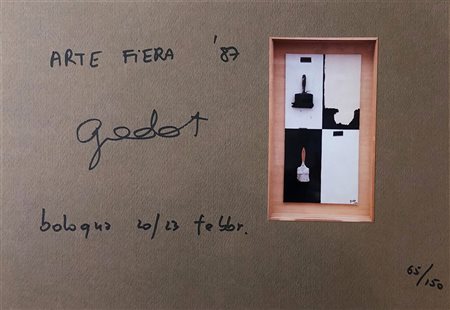 ARTE FiERA '87
godot
bologna 20/23 febbr.
65/150